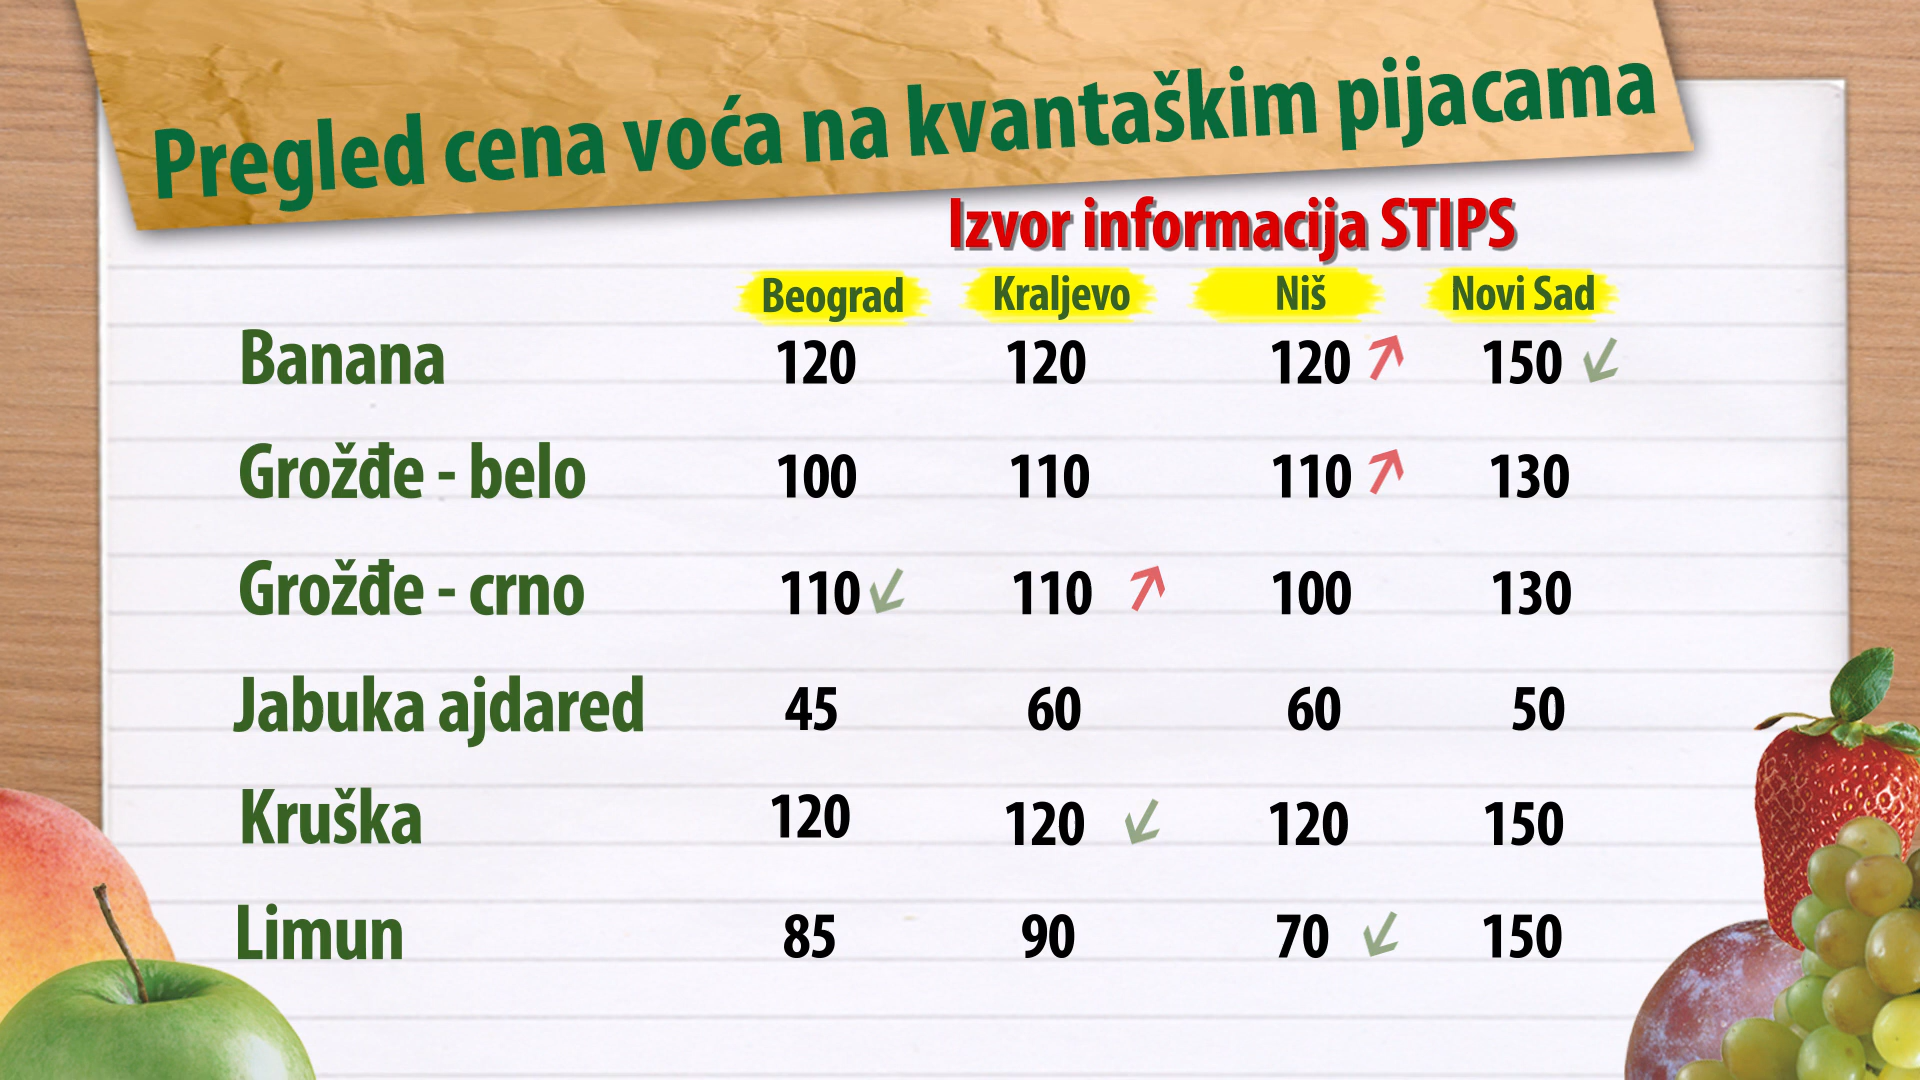 Pregled cena voća na kvantaškim pijacama
Izvor informacija STIPS
Beograd Kraljevo Niš Novi Sad
Banana 120 120 120 150
Grožđe - belo 100 110 110 130
Grožđe - crno 110 110 100 130
Jabuka ajdared 45 60 60 50
Kruška 120 120 120 150
Limun 85 90 70 150